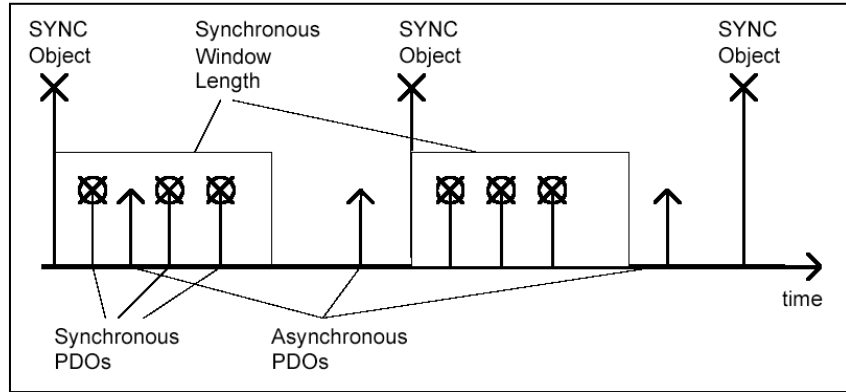 SYNC
Object
Synchronous
Window
Length
SYNC
Object
SYNC
Object
time
Synchronous
PDOs
Asynchronous
PDOs